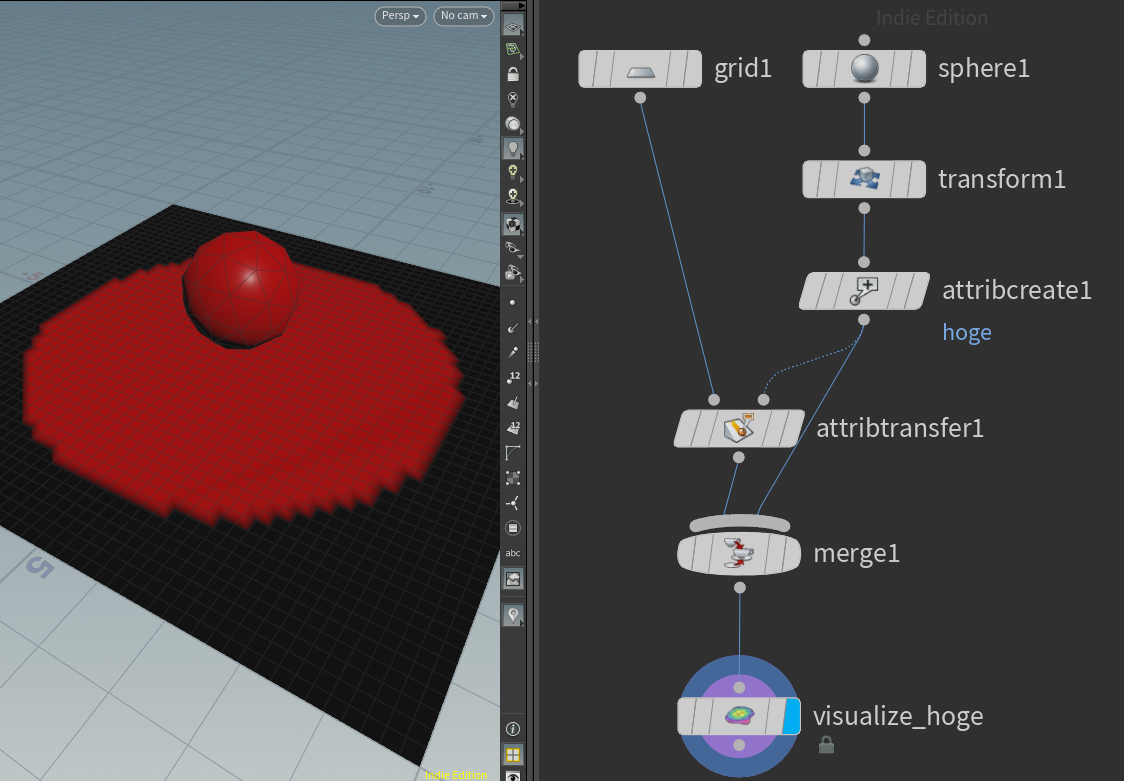 Persp
No cam
Indie Edition
grid1
sphere1
transform1
attribcreate1
hoge
attribtransfer1
merge1
visualize_hoge
12
12
abc
5
Indie Edition